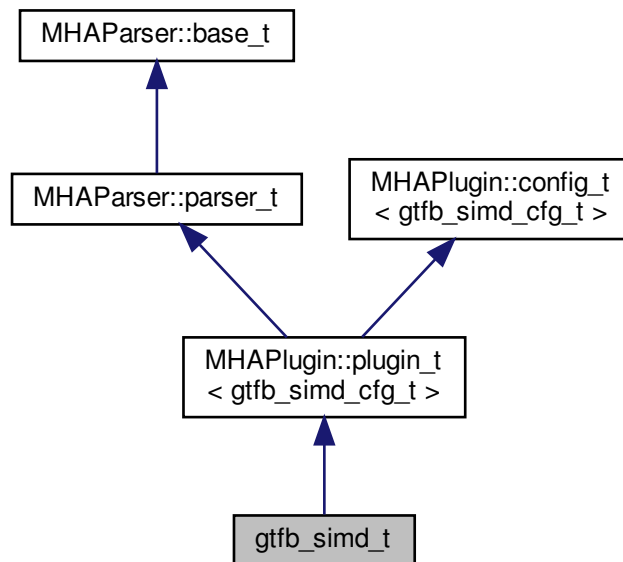 MHAParser::base_t
MHAParser::parser_t
MHAPlugin::config_t
< gtfb_simd_cfg_t >
MHAPlugin::plugin_t
< gtfb_simd_cfg_t >
gtfb_simd_t